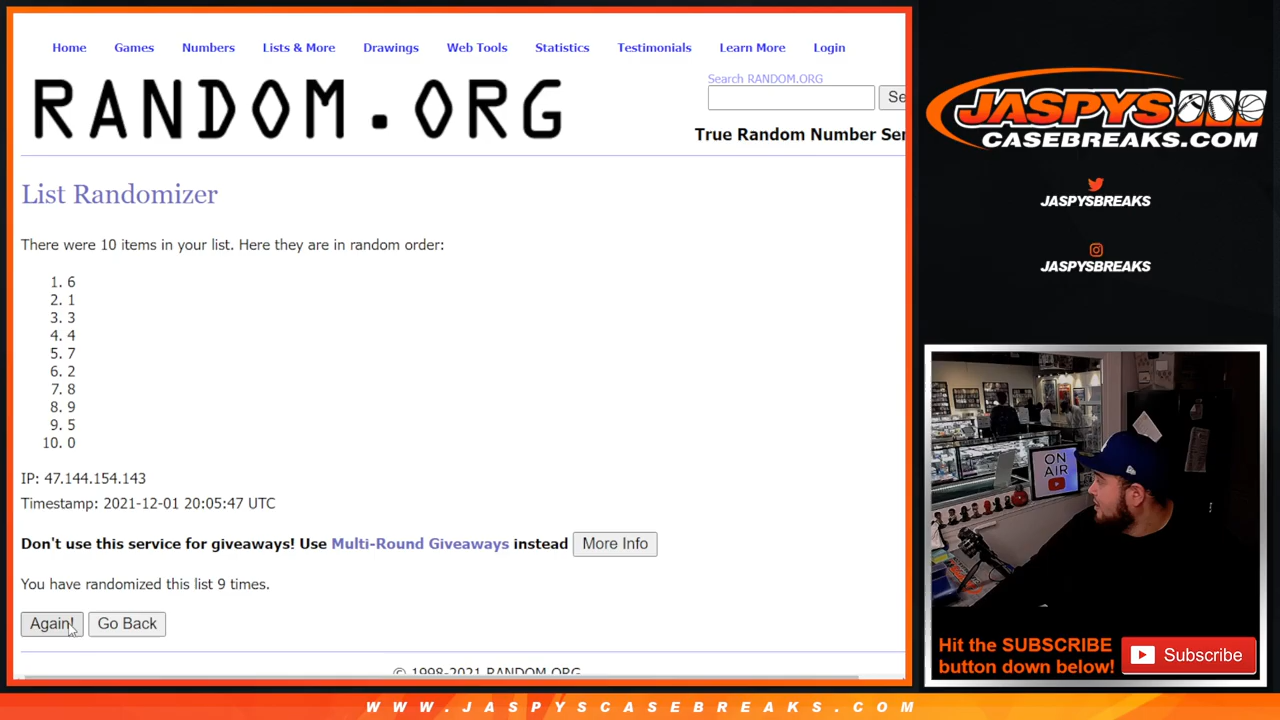 Home Games Numbers Lists & More Drawings Web Tools Statistics Testimonials Learn More Login
RANDOM.ORG
Search RANDOM.ORG
Se
True Random Number Ser
List Randomizer
There were 10 items in your list. Here they are in random order:
1. 6
2. 1
3. 3
4. 4
5. 7
6. 2
7. 8
8. 9
9. 5
10. 0
IP: 47.144.154.143
Timestamp: 2021-12-01 20:05:47 UTC
Don't use this service for giveaways! Use Multi-Round Giveaways instead More Info
You have randomized this list 9 times.
Again! Go Back
© 1998-2021 RANDOM.ORG
JASPYS
CASEBREAKS.COM
JASPYSBREAKS
JASPYSBREAKS
ON
AIR
Hit the SUBSCRIBE
button down below!
Subscribe
WWW.JASPYSCASEBREAKS.COM